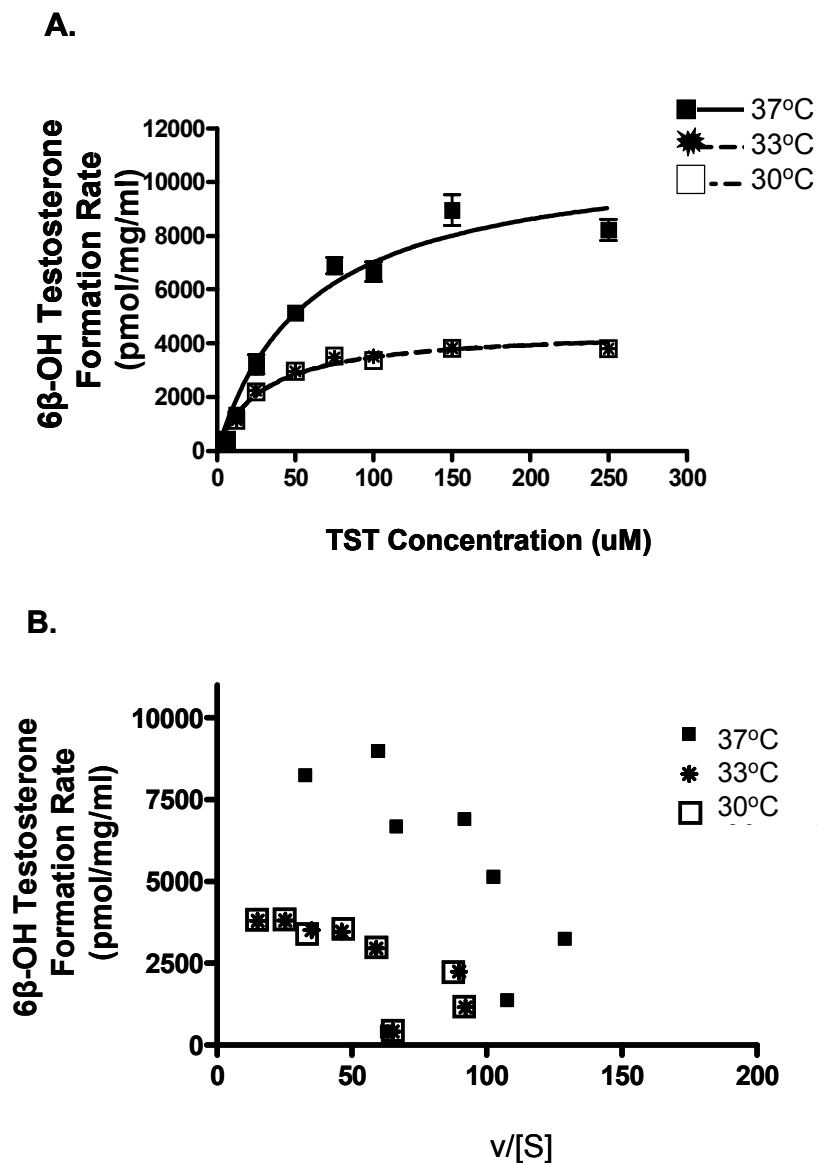 A.
6β-OH Testosterone
Formation Rate
(pmol/mg/ml)
12000
10000
8000
6000
4000
2000
0
0 50 100 150 200 250 300
TST Concentration (uM)
37°C
33°C
30°C
B.
6β-OH Testosterone
Formation Rate
(pmol/mg/ml)
10000
7500
5000
2500
0
0 50 100 150 200
v/[S]
37°C
33°C
30°C